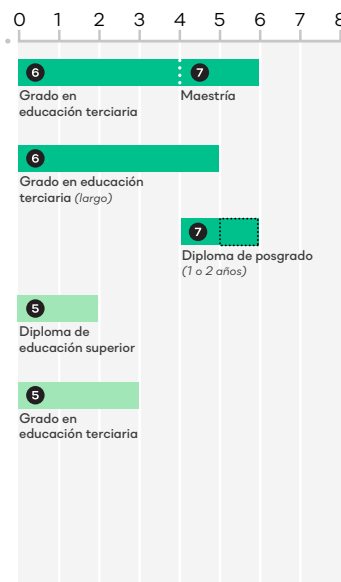 0 1 2 3 4 5 6 7 8
6 7
Grado en
educación terciaria
Maestría
6
Grado en educación
terciaria (largo)
7
Diploma de posgrado
(1 o 2 años)
5
Diploma de
educación superior
5
Grado en
educación terciaria